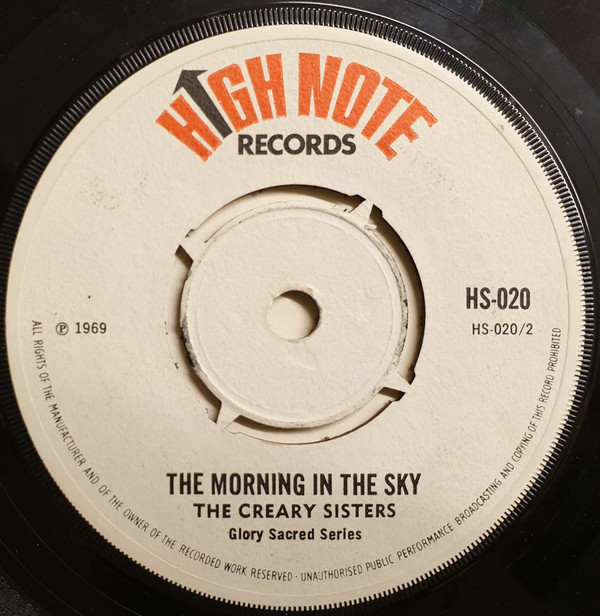 HIGH NOTE
RECORDS
HS-020
℗ 1969
HS-020/2
THE MORNING IN THE SKY
THE CREARY SISTERS
Glory Sacred Series
ALL RIGHTS OF THE MANUFACTURER AND OF THE OWNER OF THE RECORDED WORK RESERVED · UNAUTHORISED PUBLIC PERFORMANCE BROADCASTING AND COPYING OF THIS RECORD PROHIBITED